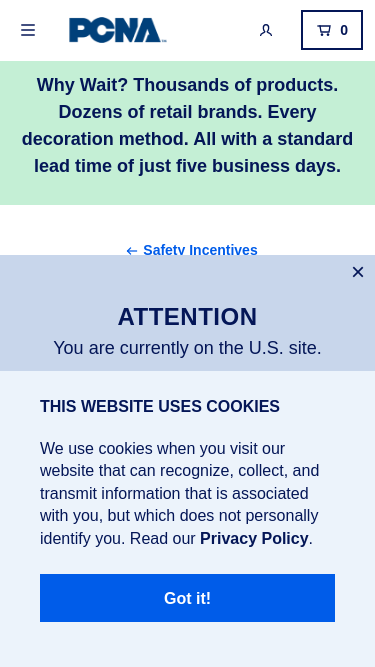 PCNA
0
Why Wait? Thousands of products.
Dozens of retail brands. Every
decoration method. All with a standard
lead time of just five business days.
← Safety Incentives
×
ATTENTION
You are currently on the U.S. site.
THIS WEBSITE USES COOKIES
We use cookies when you visit our
website that can recognize, collect, and
transmit information that is associated
with you, but which does not personally
identify you. Read our Privacy Policy.
Got it!